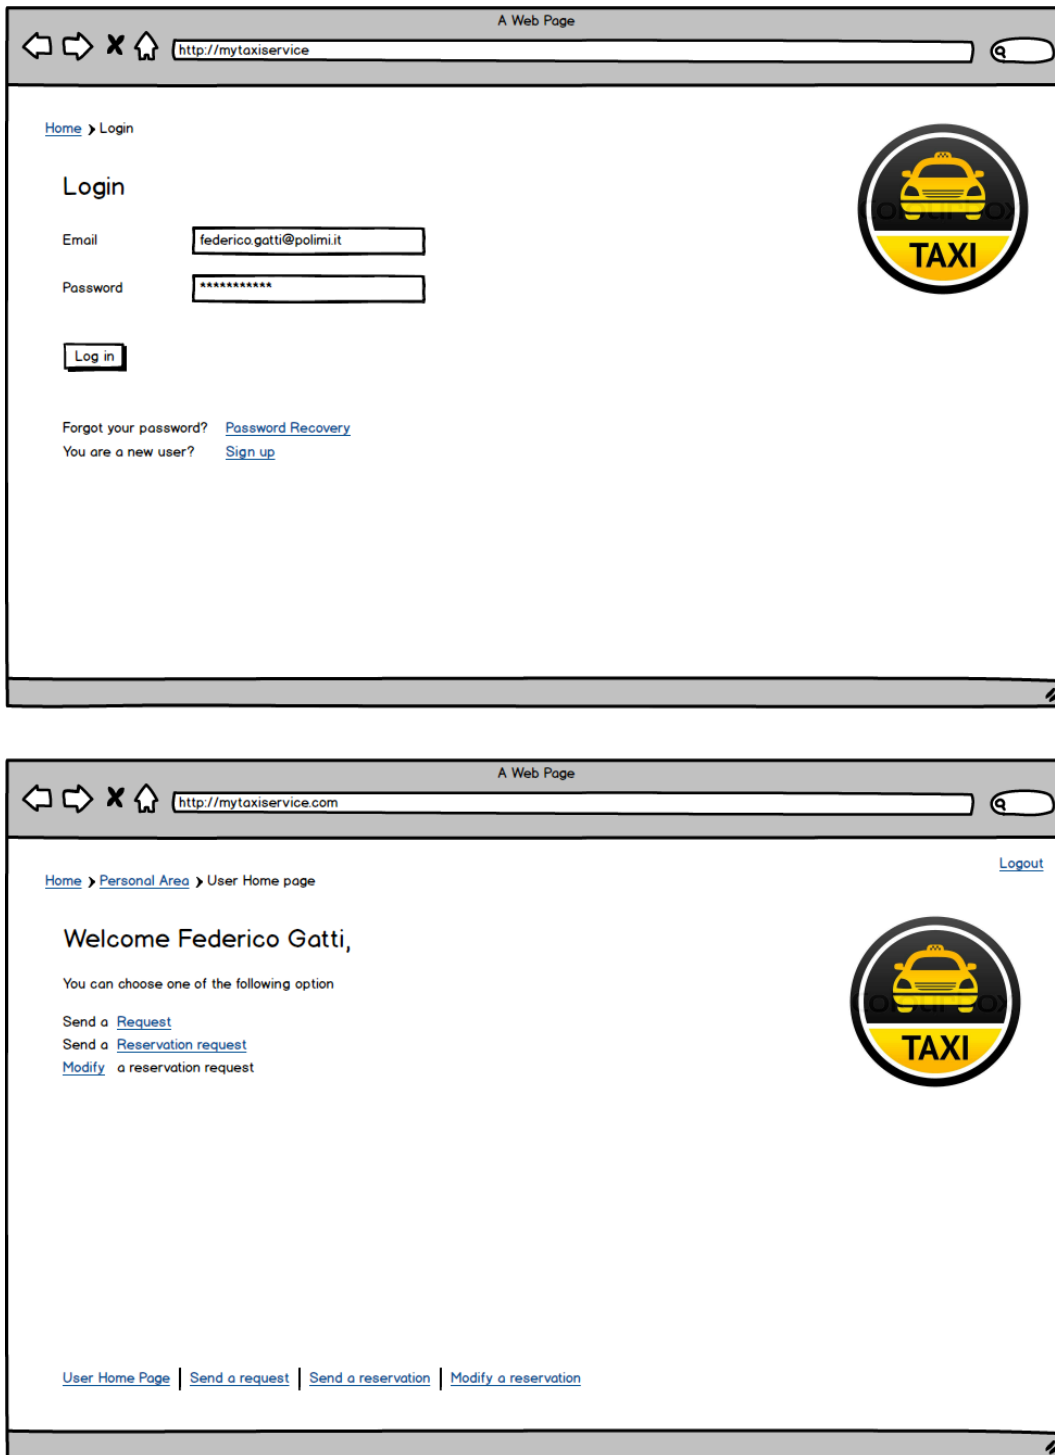 A Web Page
http://mytaxiservice
Home > Login
Login
Email federico.gatti@polimi.it
Password ***********
Log in
Forgot your password? Password Recovery
You are a new user? Sign up
Colourbox
TAXI
A Web Page
http://mytaxiservice.com
Logout
Home > Personal Area > User Home page
Welcome Federico Gatti,
You can choose one of the following option
Send a Request
Send a Reservation request
Modify a reservation request
Colourbox
TAXI
User Home Page | Send a request | Send a reservation | Modify a reservation